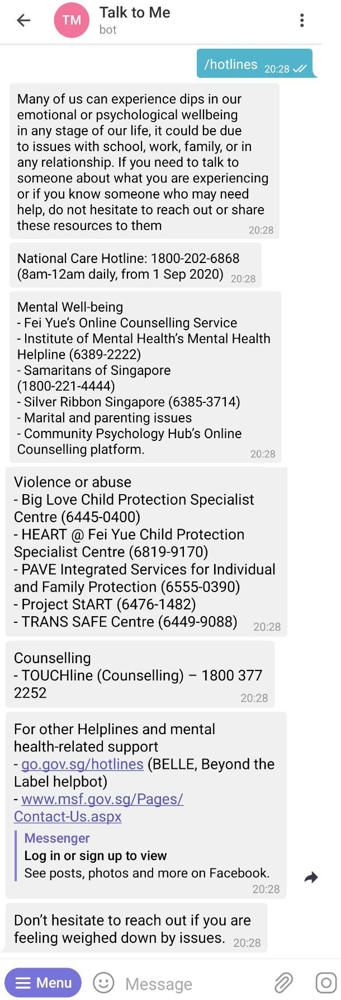 Talk to Me
TM
bot
/hotlines 20:28
Many of us can experience dips in our
emotional or psychological wellbeing
in any stage of our life, it could be due
to issues with school, work, family, or in
any relationship. If you need to talk to
someone about what you are experiencing
or if you know someone who may need
help, do not hesitate to reach out or share
these resources to them 20:28
National Care Hotline: 1800-202-6868
(8am-12am daily, from 1 Sep 2020) 20:28
Mental Well-being
- Fei Yue's Online Counselling Service
- Institute of Mental Health's Mental Health
Helpline (6389-2222)
- Samaritans of Singapore
(1800-221-4444)
- Silver Ribbon Singapore (6385-3714)
- Marital and parenting issues
- Community Psychology Hub's Online
Counselling platform. 20:28
Violence or abuse
- Big Love Child Protection Specialist
Centre (6445-0400)
- HEART @ Fei Yue Child Protection
Specialist Centre (6819-9170)
- PAVE Integrated Services for Individual
and Family Protection (6555-0390)
- Project StART (6476-1482)
- TRANS SAFE Centre (6449-9088) 20:28
Counselling
- TOUCHline (Counselling) – 1800 377
2252 20:28
For other Helplines and mental
health-related support
- go.gov.sg/hotlines (BELLE, Beyond the
Label helpbot)
- www.msf.gov.sg/Pages/
Contact-Us.aspx
Messenger
Log in or sign up to view
See posts, photos and more on Facebook.
20:28
Don't hesitate to reach out if you are
feeling weighed down by issues. 20:28
Menu Message